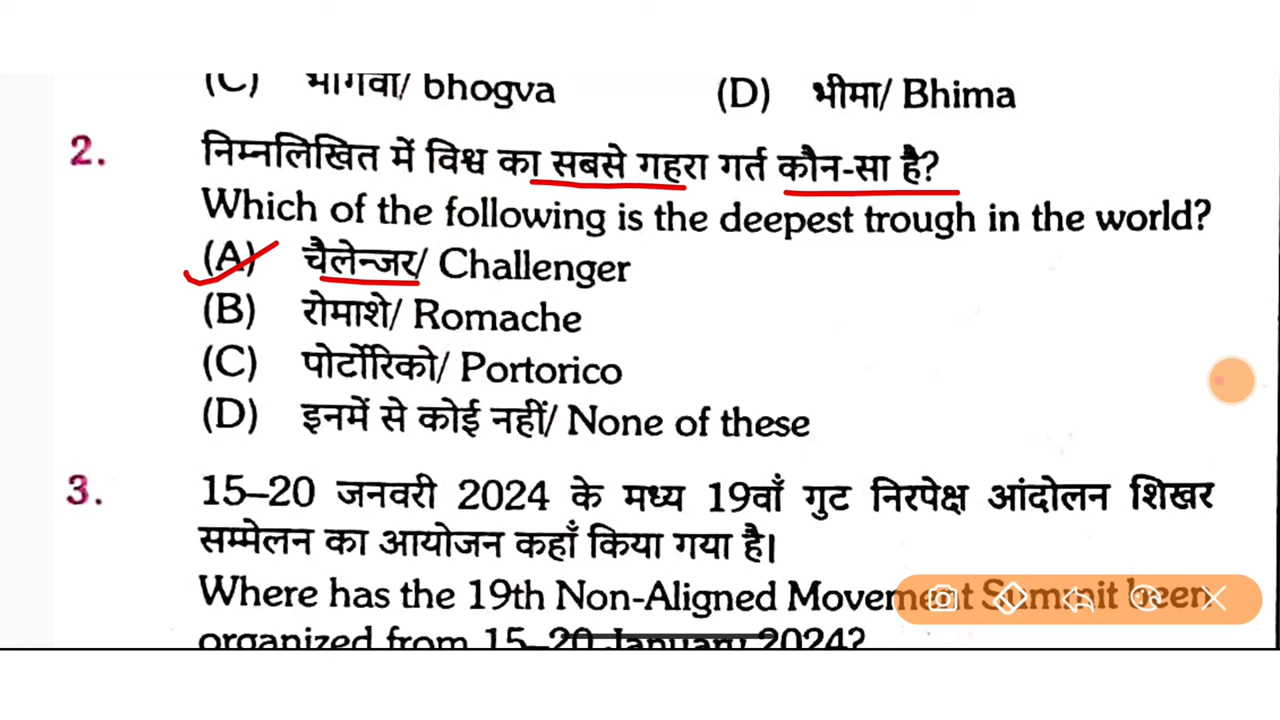 (C) भोगवा/ bhogva (D) भीमा/ Bhima
2. निम्नलिखित में विश्व का सबसे गहरा गर्त कौन-सा है?
Which of the following is the deepest trough in the world?
(A) चैलेन्जर/ Challenger
(B) रोमाशे/ Romache
(C) पोर्टोरिको/ Portorico
(D) इनमें से कोई नहीं/ None of these
3. 15–20 जनवरी 2024 के मध्य 19वाँ गुट निरपेक्ष आंदोलन शिखर
सम्मेलन का आयोजन कहाँ किया गया है।
Where has the 19th Non-Aligned Movement Summit been
organized from 15–20 January 2024?